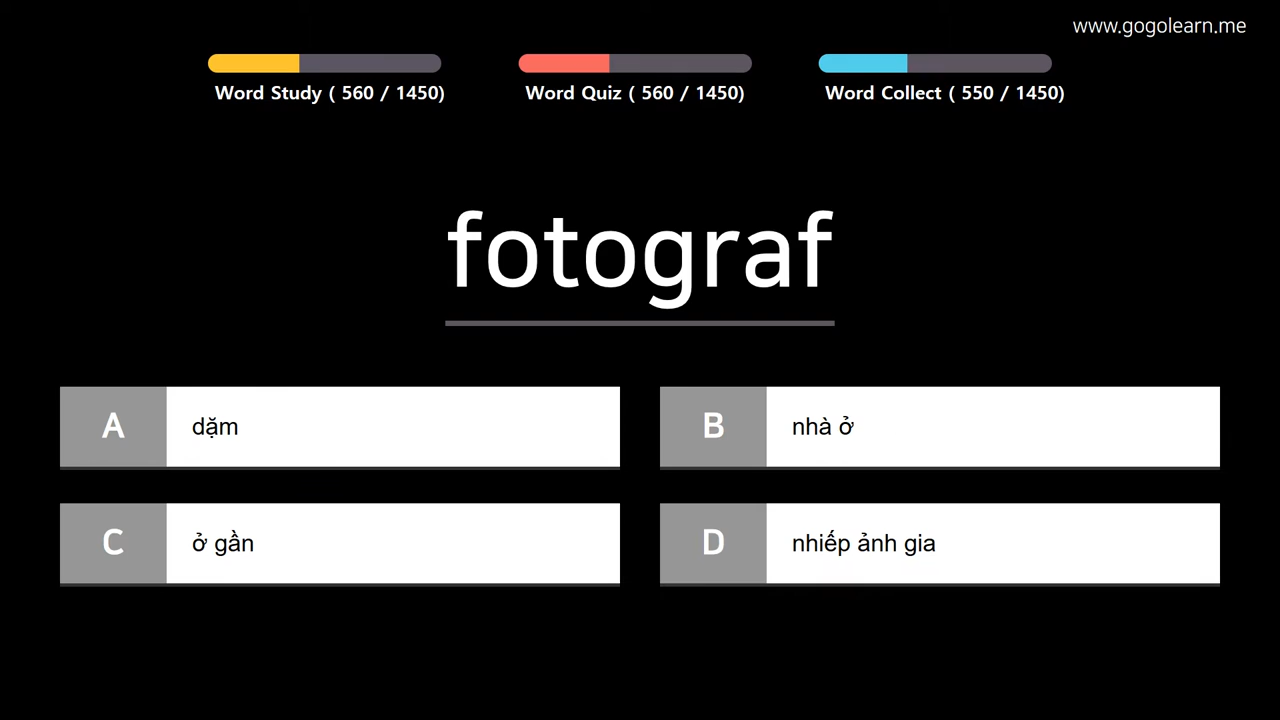 www.gogolearn.me
Word Study ( 560 / 1450)
Word Quiz ( 560 / 1450)
Word Collect ( 550 / 1450)
fotograf
A dặm
B nhà ở
C ở gần
D nhiếp ảnh gia